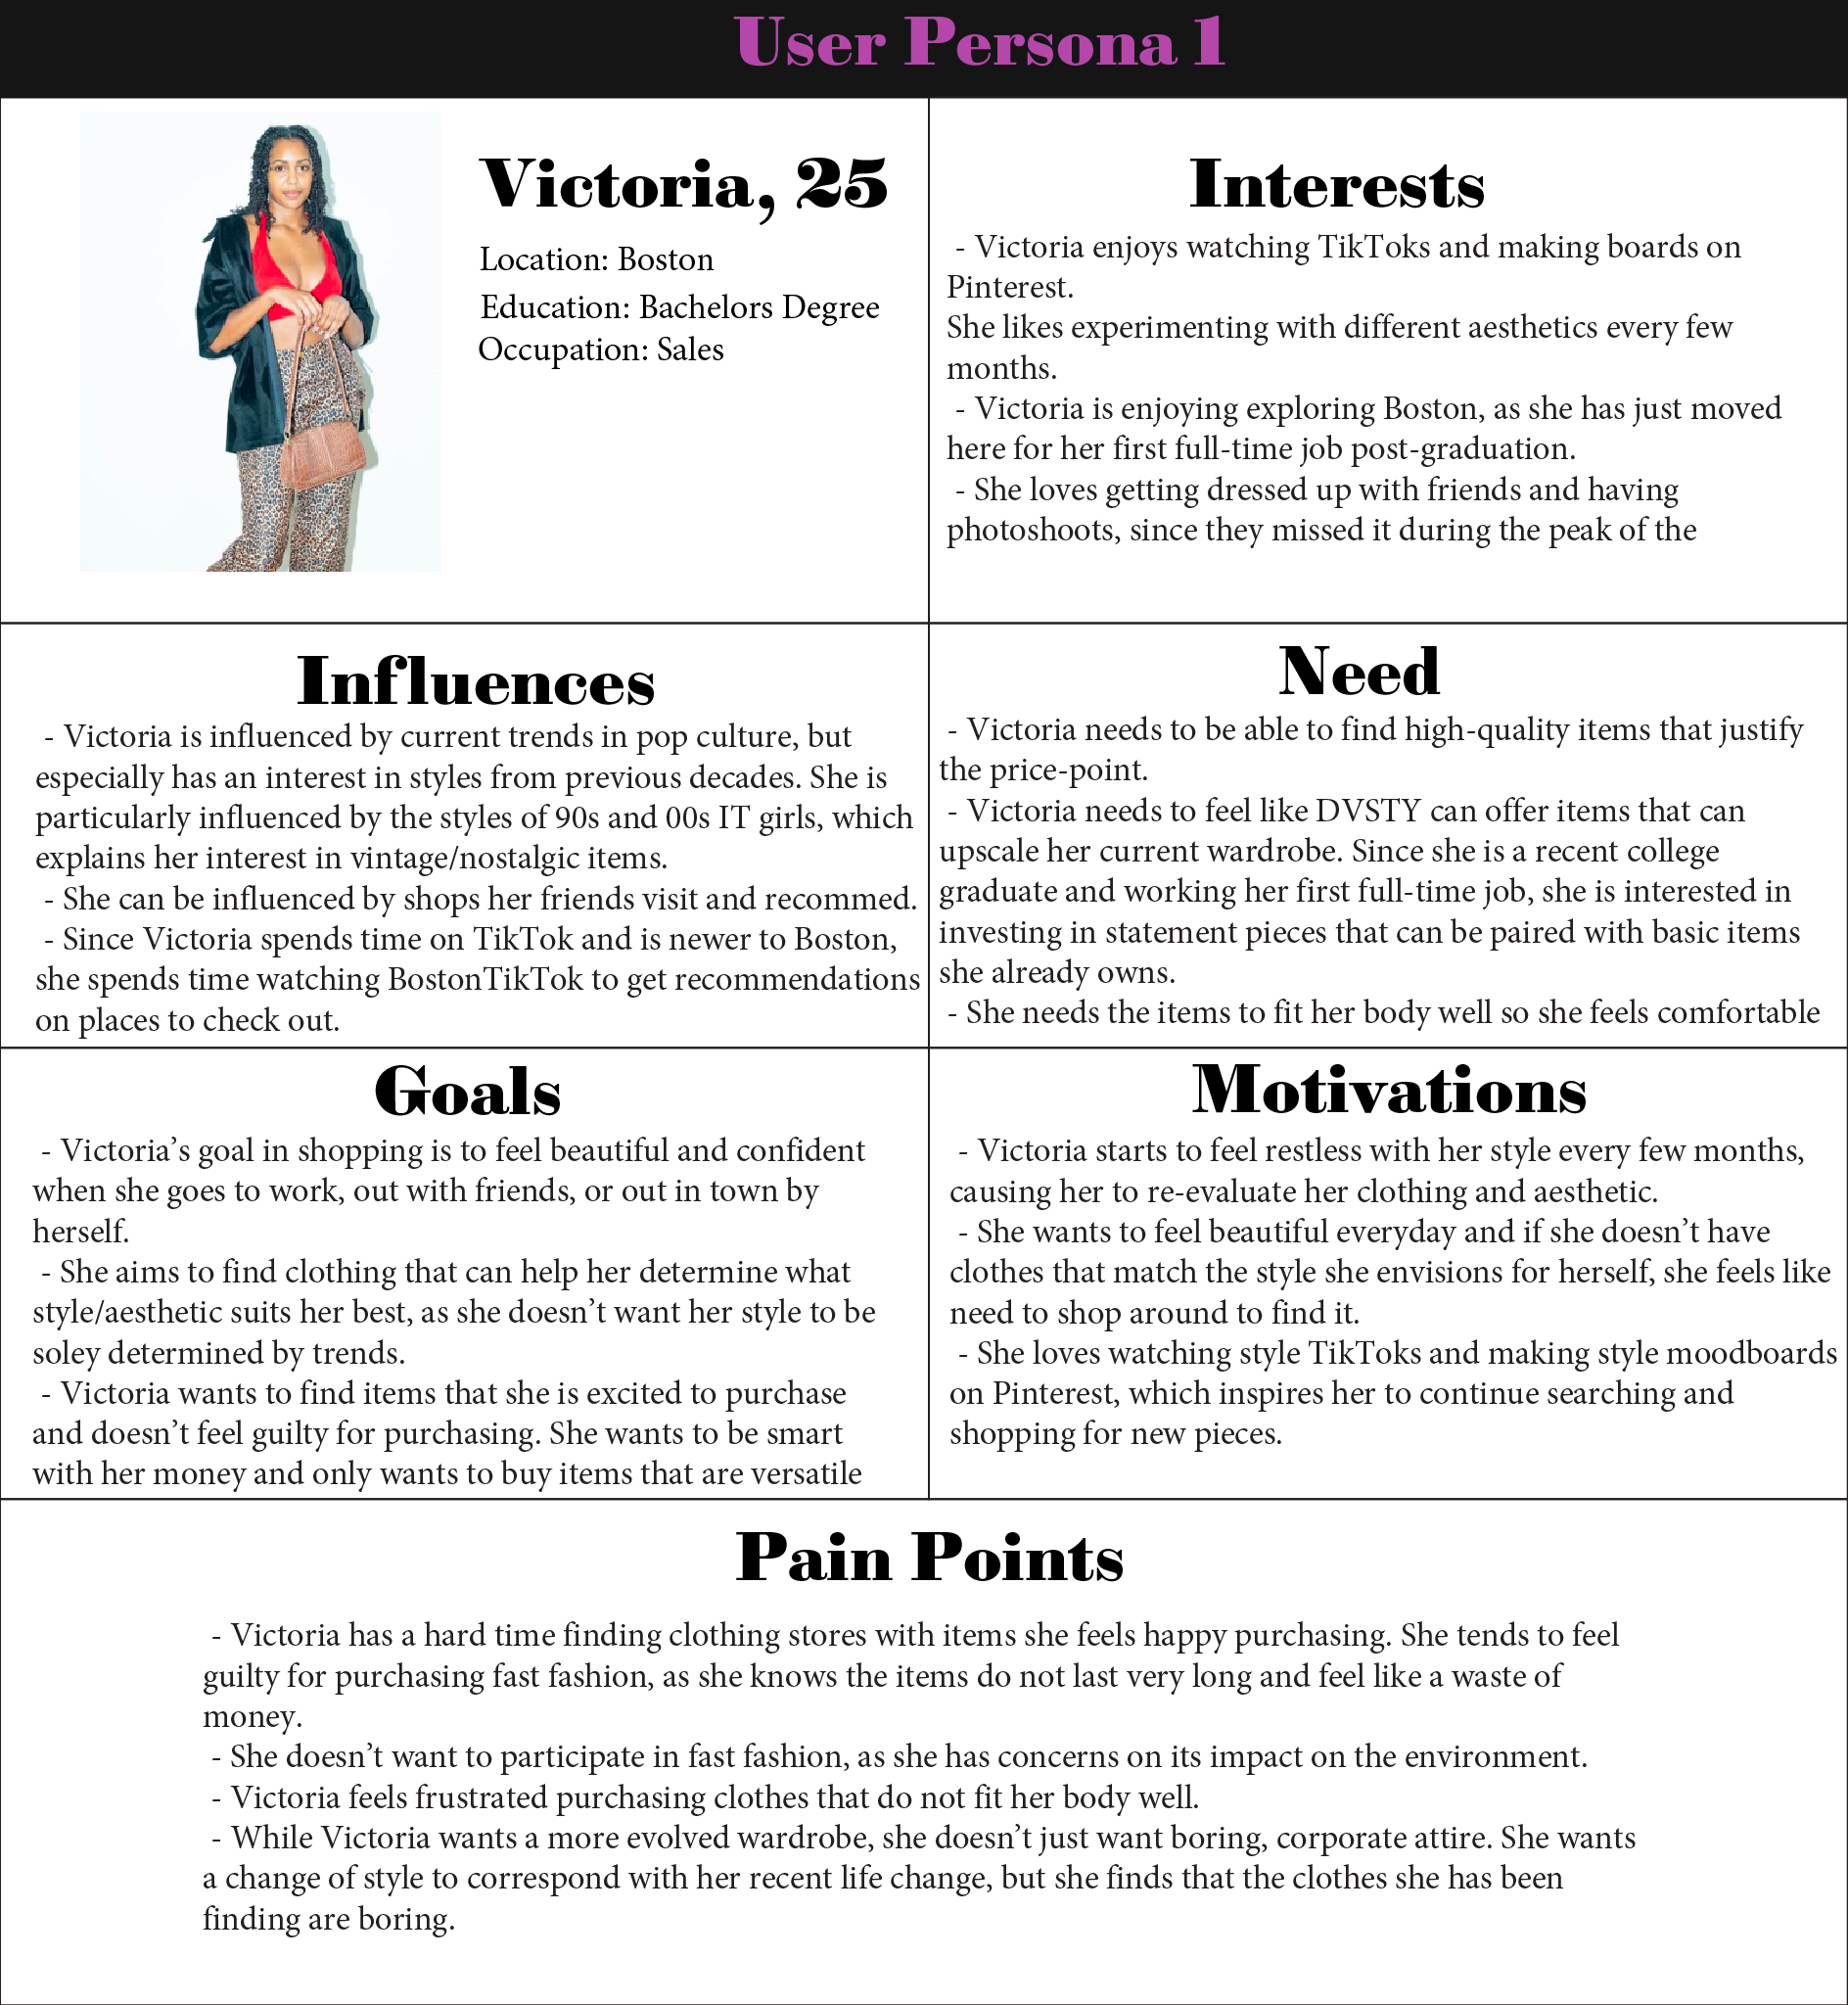 User Persona 1
Victoria, 25
Location: Boston
Education: Bachelors Degree
Occupation: Sales
Interests
- Victoria enjoys watching TikToks and making boards on
Pinterest.
She likes experimenting with different aesthetics every few
months.
- Victoria is enjoying exploring Boston, as she has just moved
here for her first full-time job post-graduation.
- She loves getting dressed up with friends and having
photoshoots, since they missed it during the peak of the
Influences
- Victoria is influenced by current trends in pop culture, but
especially has an interest in styles from previous decades. She is
particularly influenced by the styles of 90s and 00s IT girls, which
explains her interest in vintage/nostalgic items.
- She can be influenced by shops her friends visit and recommed.
- Since Victoria spends time on TikTok and is newer to Boston,
she spends time watching BostonTikTok to get recommendations
on places to check out.
Need
- Victoria needs to be able to find high-quality items that justify
the price-point.
- Victoria needs to feel like DVSTY can offer items that can
upscale her current wardrobe. Since she is a recent college
graduate and working her first full-time job, she is interested in
investing in statement pieces that can be paired with basic items
she already owns.
- She needs the items to fit her body well so she feels comfortable
Goals
- Victoria’s goal in shopping is to feel beautiful and confident
when she goes to work, out with friends, or out in town by
herself.
- She aims to find clothing that can help her determine what
style/aesthetic suits her best, as she doesn’t want her style to be
soley determined by trends.
- Victoria wants to find items that she is excited to purchase
and doesn’t feel guilty for purchasing. She wants to be smart
with her money and only wants to buy items that are versatile
Motivations
- Victoria starts to feel restless with her style every few months,
causing her to re-evaluate her clothing and aesthetic.
- She wants to feel beautiful everyday and if she doesn’t have
clothes that match the style she envisions for herself, she feels like
need to shop around to find it.
- She loves watching style TikToks and making style moodboards
on Pinterest, which inspires her to continue searching and
shopping for new pieces.
Pain Points
- Victoria has a hard time finding clothing stores with items she feels happy purchasing. She tends to feel
guilty for purchasing fast fashion, as she knows the items do not last very long and feel like a waste of
money.
- She doesn’t want to participate in fast fashion, as she has concerns on its impact on the environment.
- Victoria feels frustrated purchasing clothes that do not fit her body well.
- While Victoria wants a more evolved wardrobe, she doesn’t just want boring, corporate attire. She wants
a change of style to correspond with her recent life change, but she finds that the clothes she has been
finding are boring.